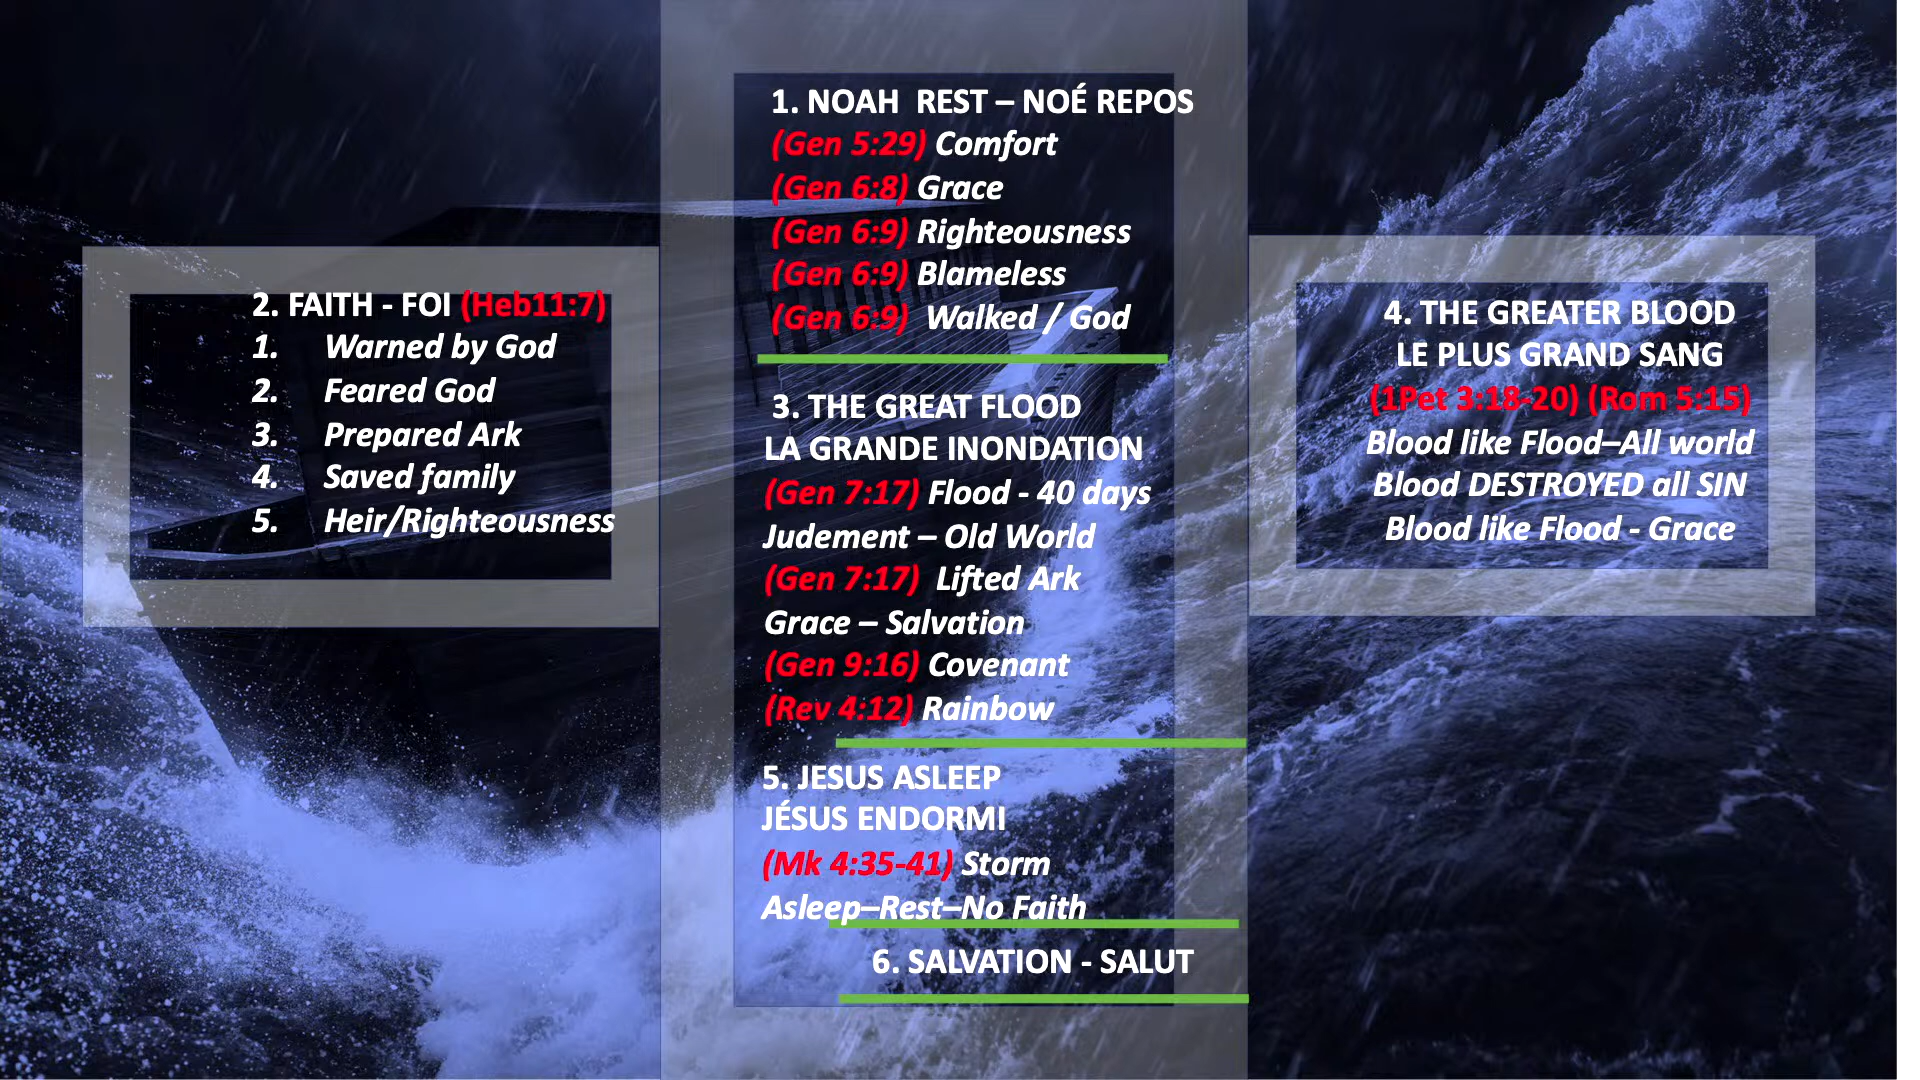 1. NOAH  REST – NOÉ REPOS
(Gen 5:29) Comfort
(Gen 6:8) Grace
(Gen 6:9) Righteousness
(Gen 6:9) Blameless
(Gen 6:9)  Walked / God
2. FAITH - FOI (Heb11:7)
1. Warned by God
2. Feared God
3. Prepared Ark
4. Saved family
5. Heir/Righteousness
3. THE GREAT FLOOD
LA GRANDE INONDATION
(Gen 7:17) Flood - 40 days
Judement – Old World
(Gen 7:17)  Lifted Ark
Grace – Salvation
(Gen 9:16) Covenant
(Rev 4:12) Rainbow
4. THE GREATER BLOOD
LE PLUS GRAND SANG
(1Pet 3:18-20) (Rom 5:15)
Blood like Flood–All world
Blood DESTROYED all SIN
Blood like Flood - Grace
5. JESUS ASLEEP
JÉSUS ENDORMI
(Mk 4:35-41) Storm
Asleep–Rest–No Faith
6. SALVATION - SALUT